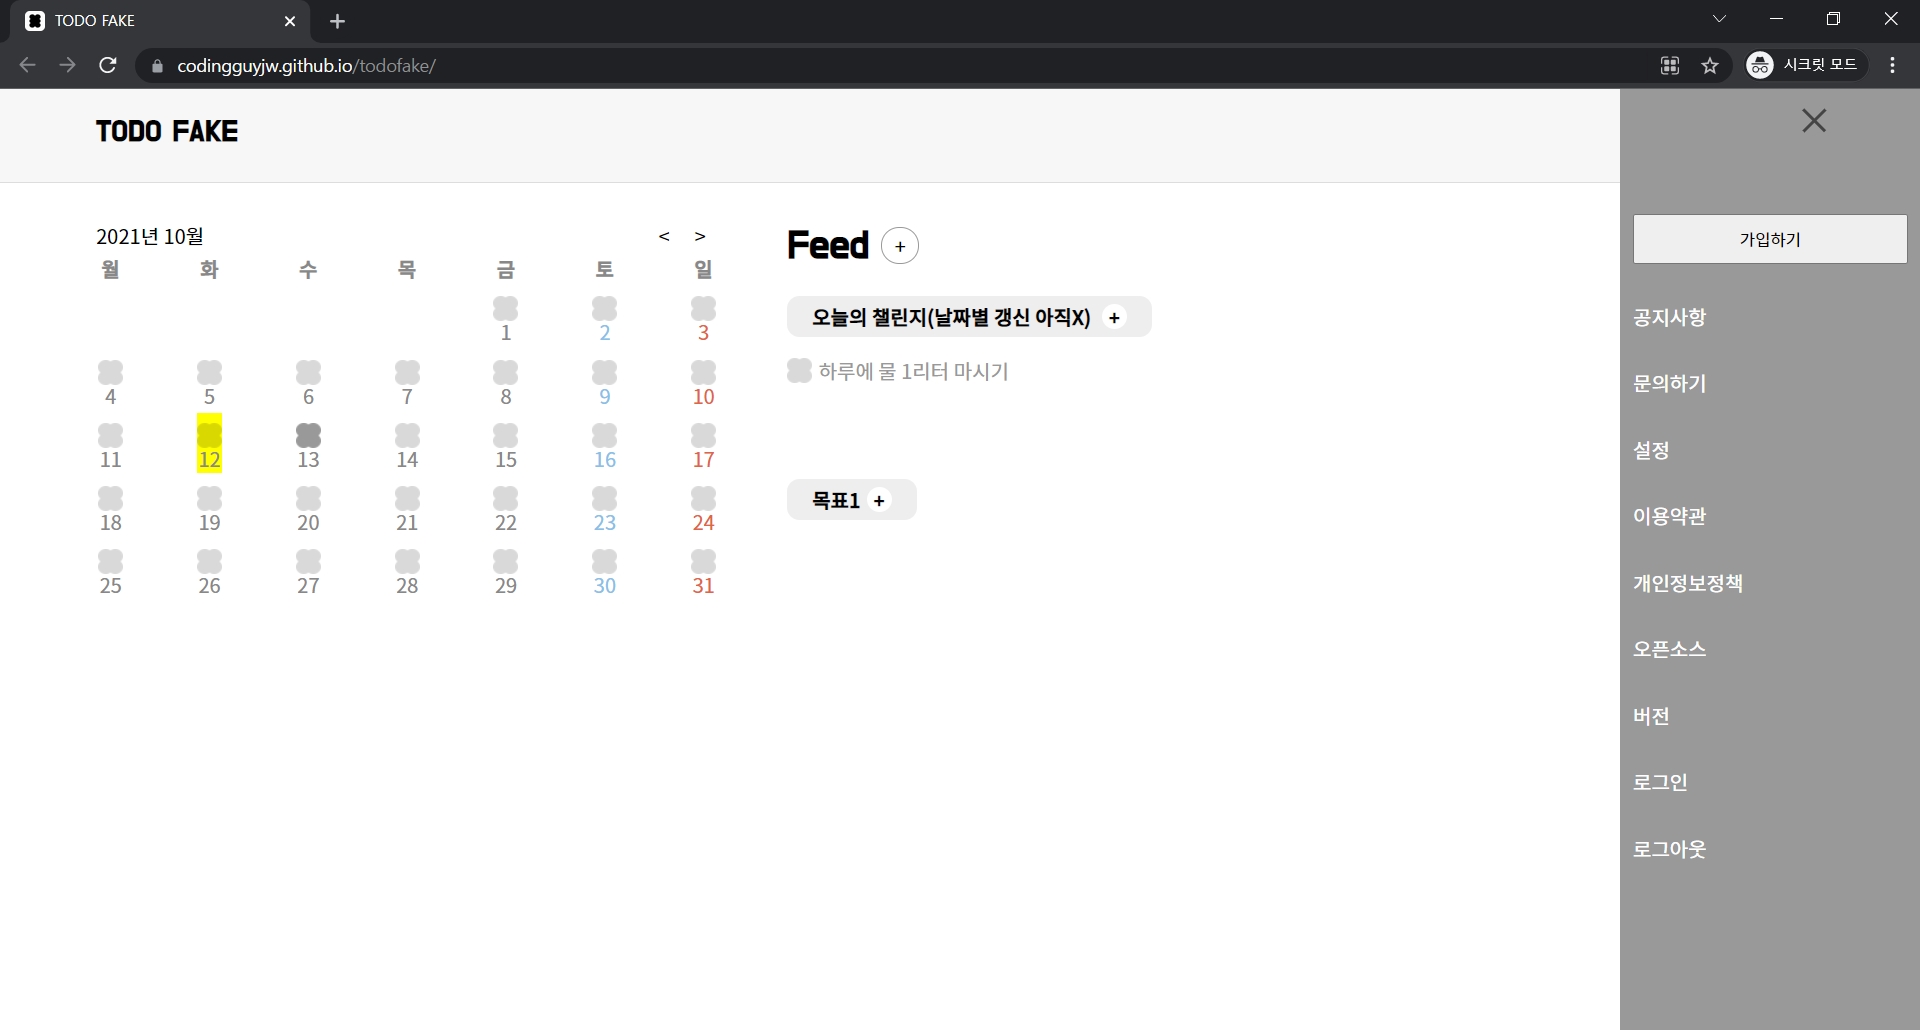 TODO FAKE
codingguyjw.github.io/todofake/
시크릿 모드
TODO FAKE
2021년 10월 < >
월 화 수 목 금 토 일
1 2 3
4 5 6 7 8 9 10
11 12 13 14 15 16 17
18 19 20 21 22 23 24
25 26 27 28 29 30 31
Feed +
오늘의 챌린지(날짜별 갱신 아직X) +
하루에 물 1리터 마시기
목표1 +
가입하기
공지사항
문의하기
설정
이용약관
개인정보정책
오픈소스
버전
로그인
로그아웃